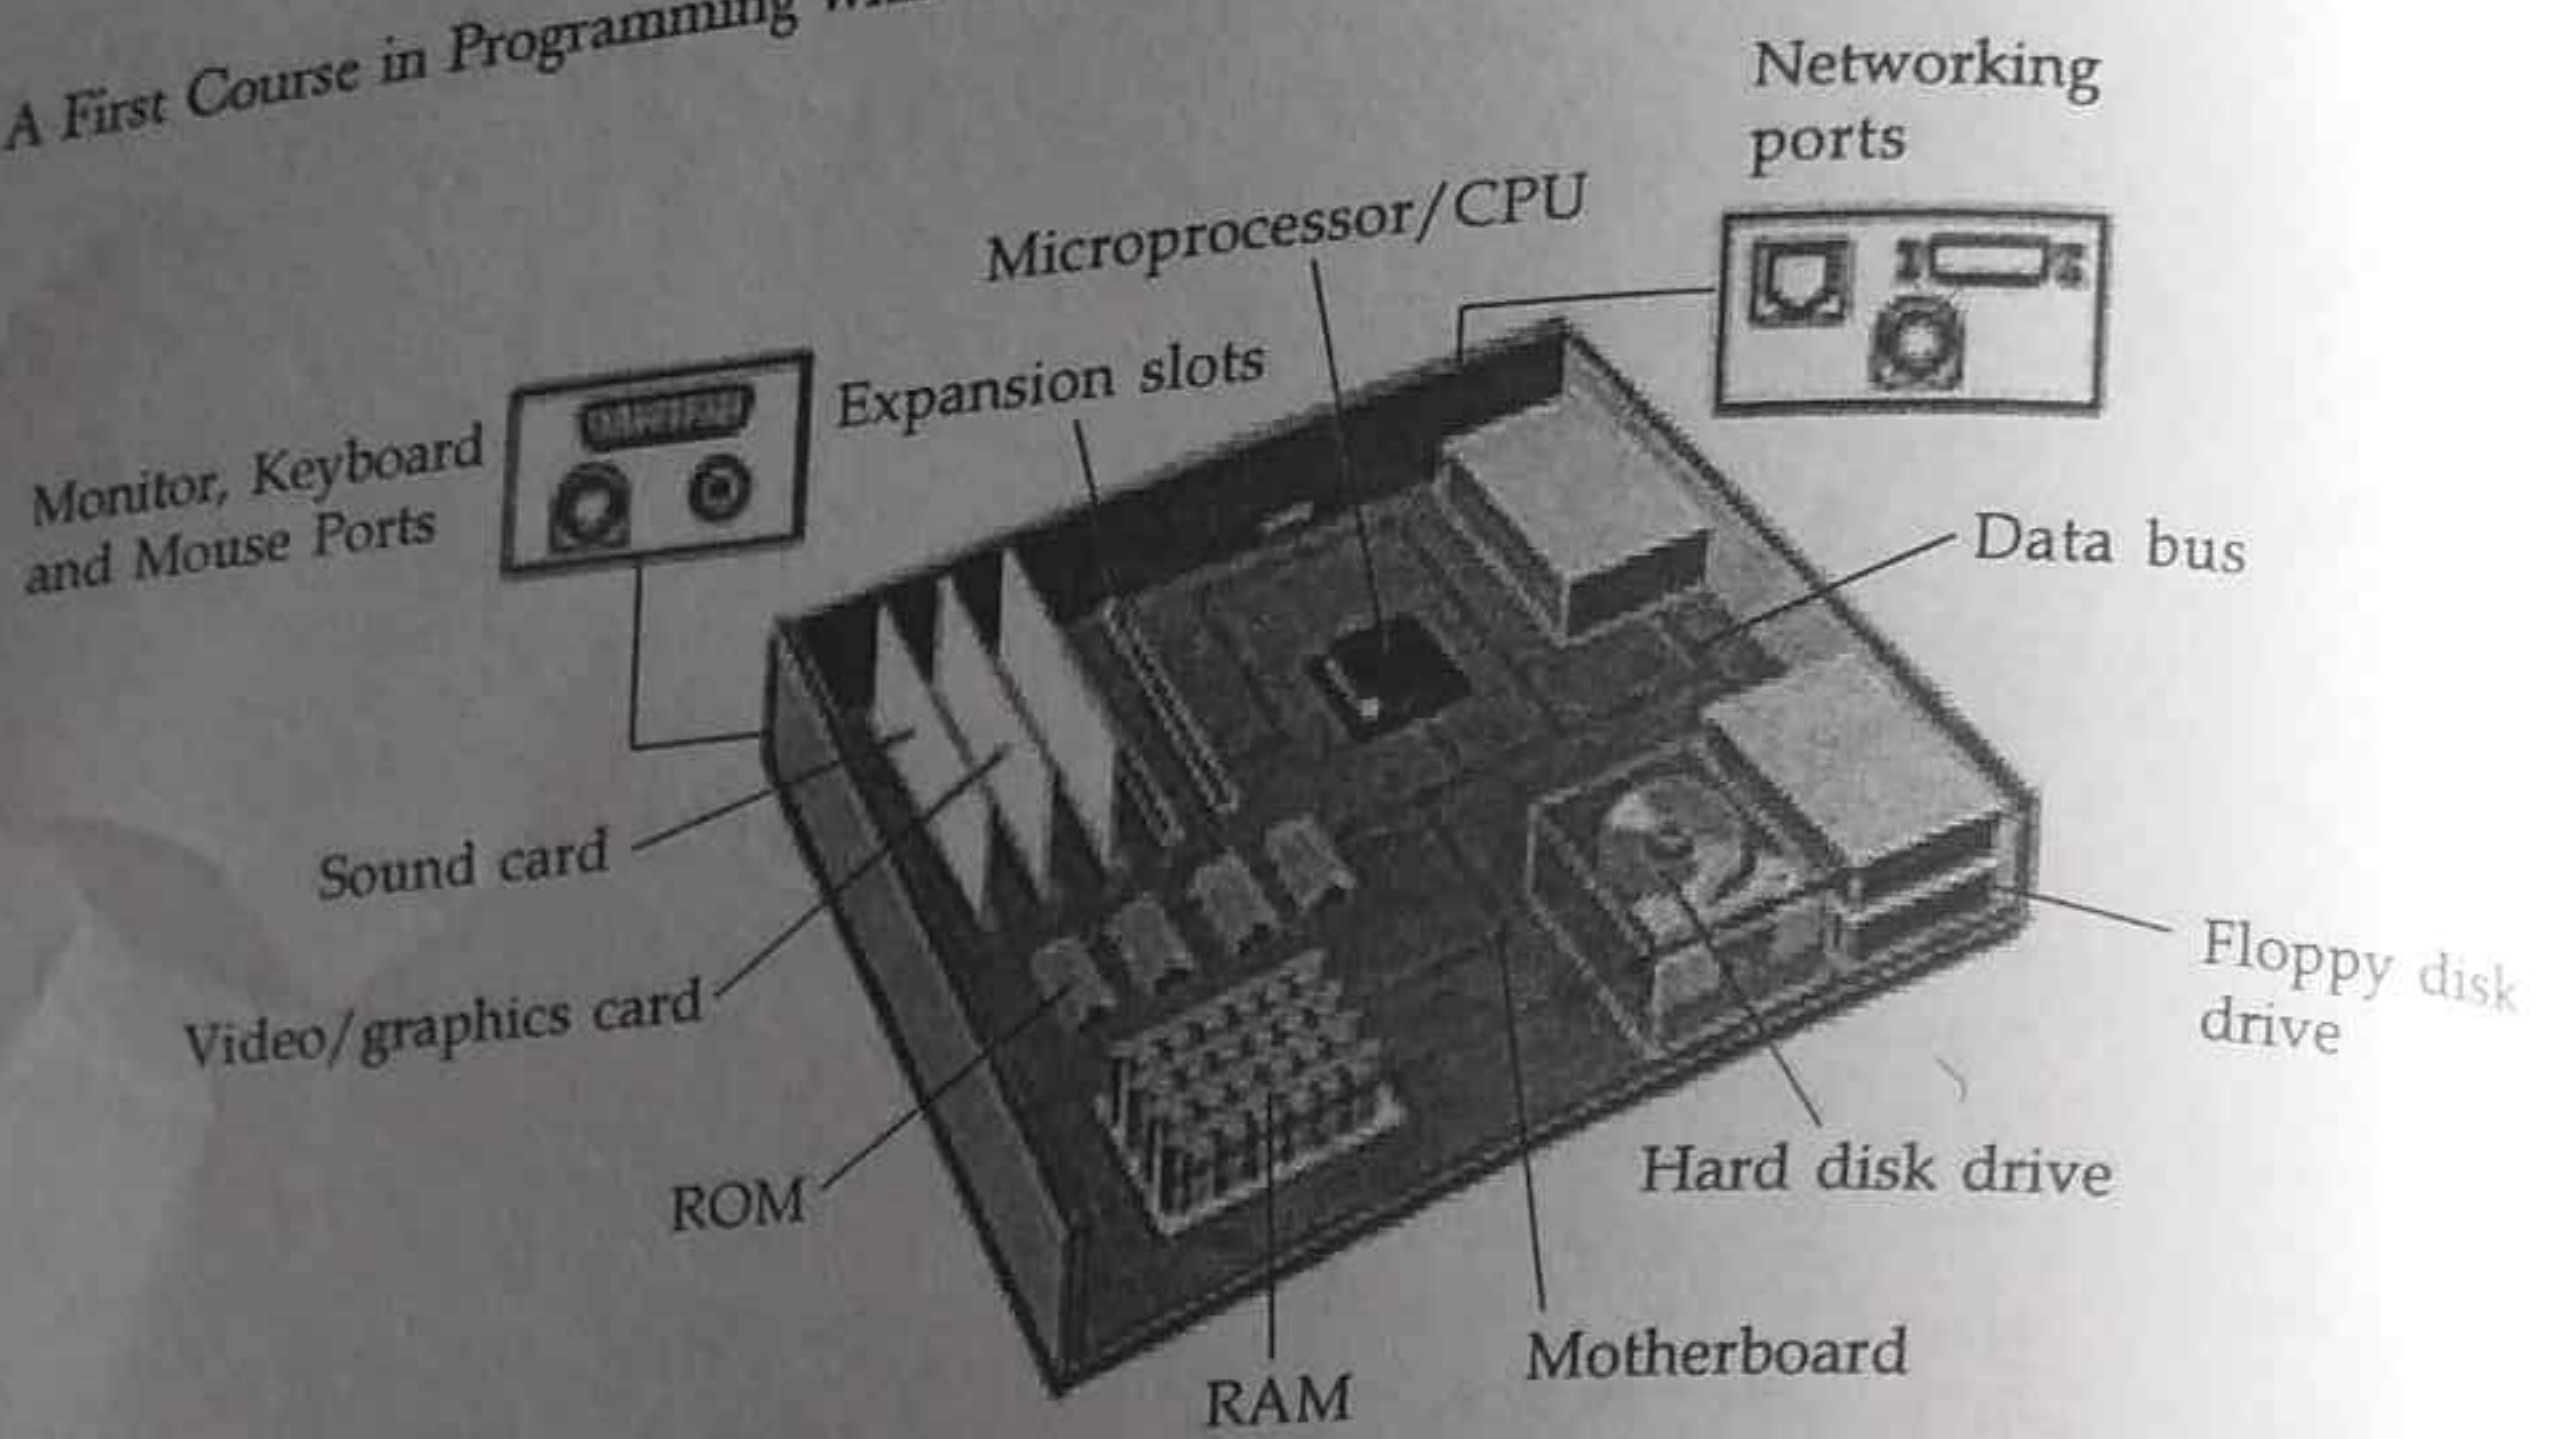 A First Course in Programming
Networking
ports
Microprocessor/CPU
Expansion slots
Monitor, Keyboard
and Mouse Ports
Data bus
Sound card
Floppy disk
drive
Video/graphics card
Hard disk drive
ROM
Motherboard
RAM